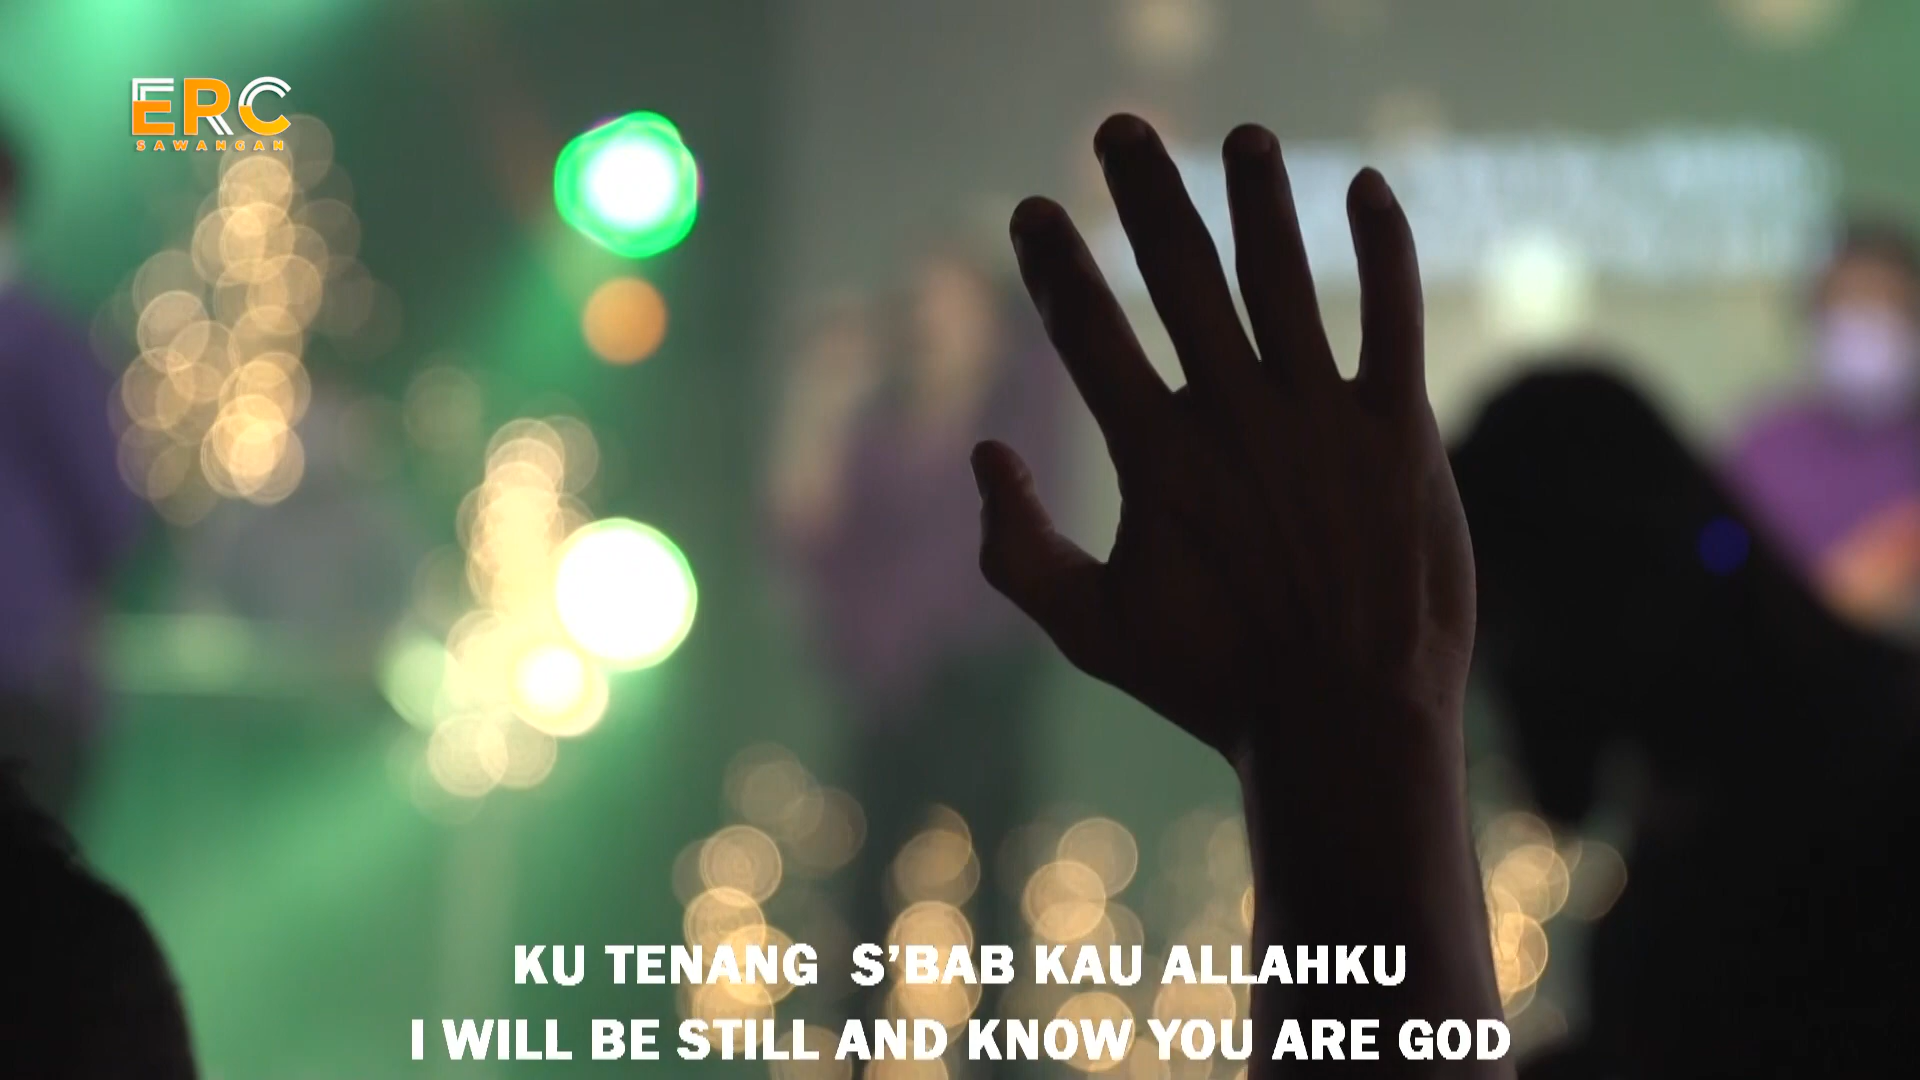 ERC
SAWANGAN
KU TENANG S’BAB KAU ALLAHKU
I WILL BE STILL AND KNOW YOU ARE GOD